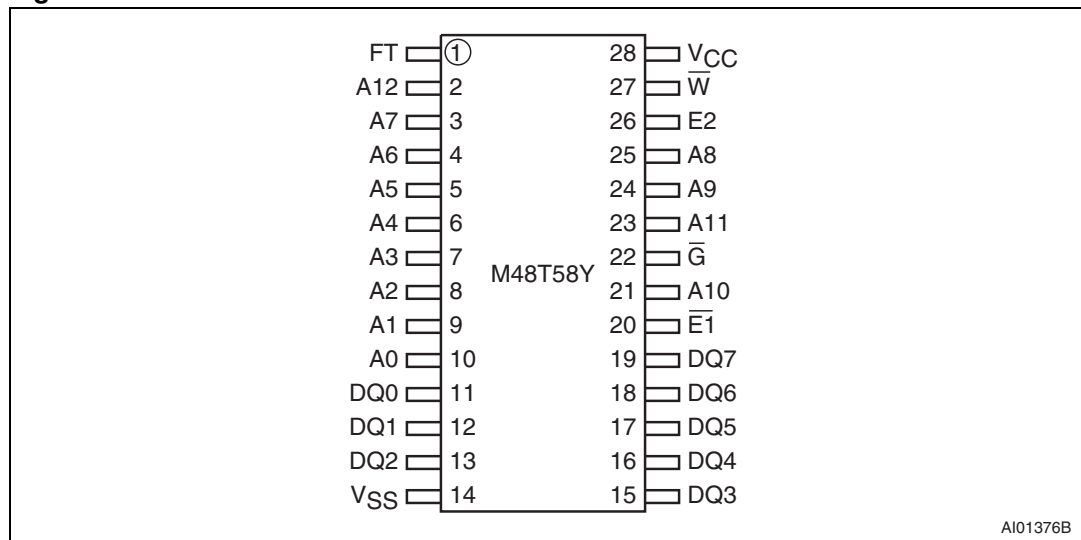 FT 1 28 VCC
A12 2 27 W̅
A7 3 26 E2
A6 4 25 A8
A5 5 24 A9
A4 6 23 A11
A3 7 22 G̅
M48T58Y
A2 8 21 A10
A1 9 20 E̅1̅
A0 10 19 DQ7
DQ0 11 18 DQ6
DQ1 12 17 DQ5
DQ2 13 16 DQ4
VSS 14 15 DQ3
AI01376B